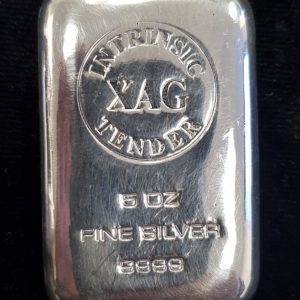 INTRINSIC
XAG
TENDER
5 OZ
FINE SILVER
9999